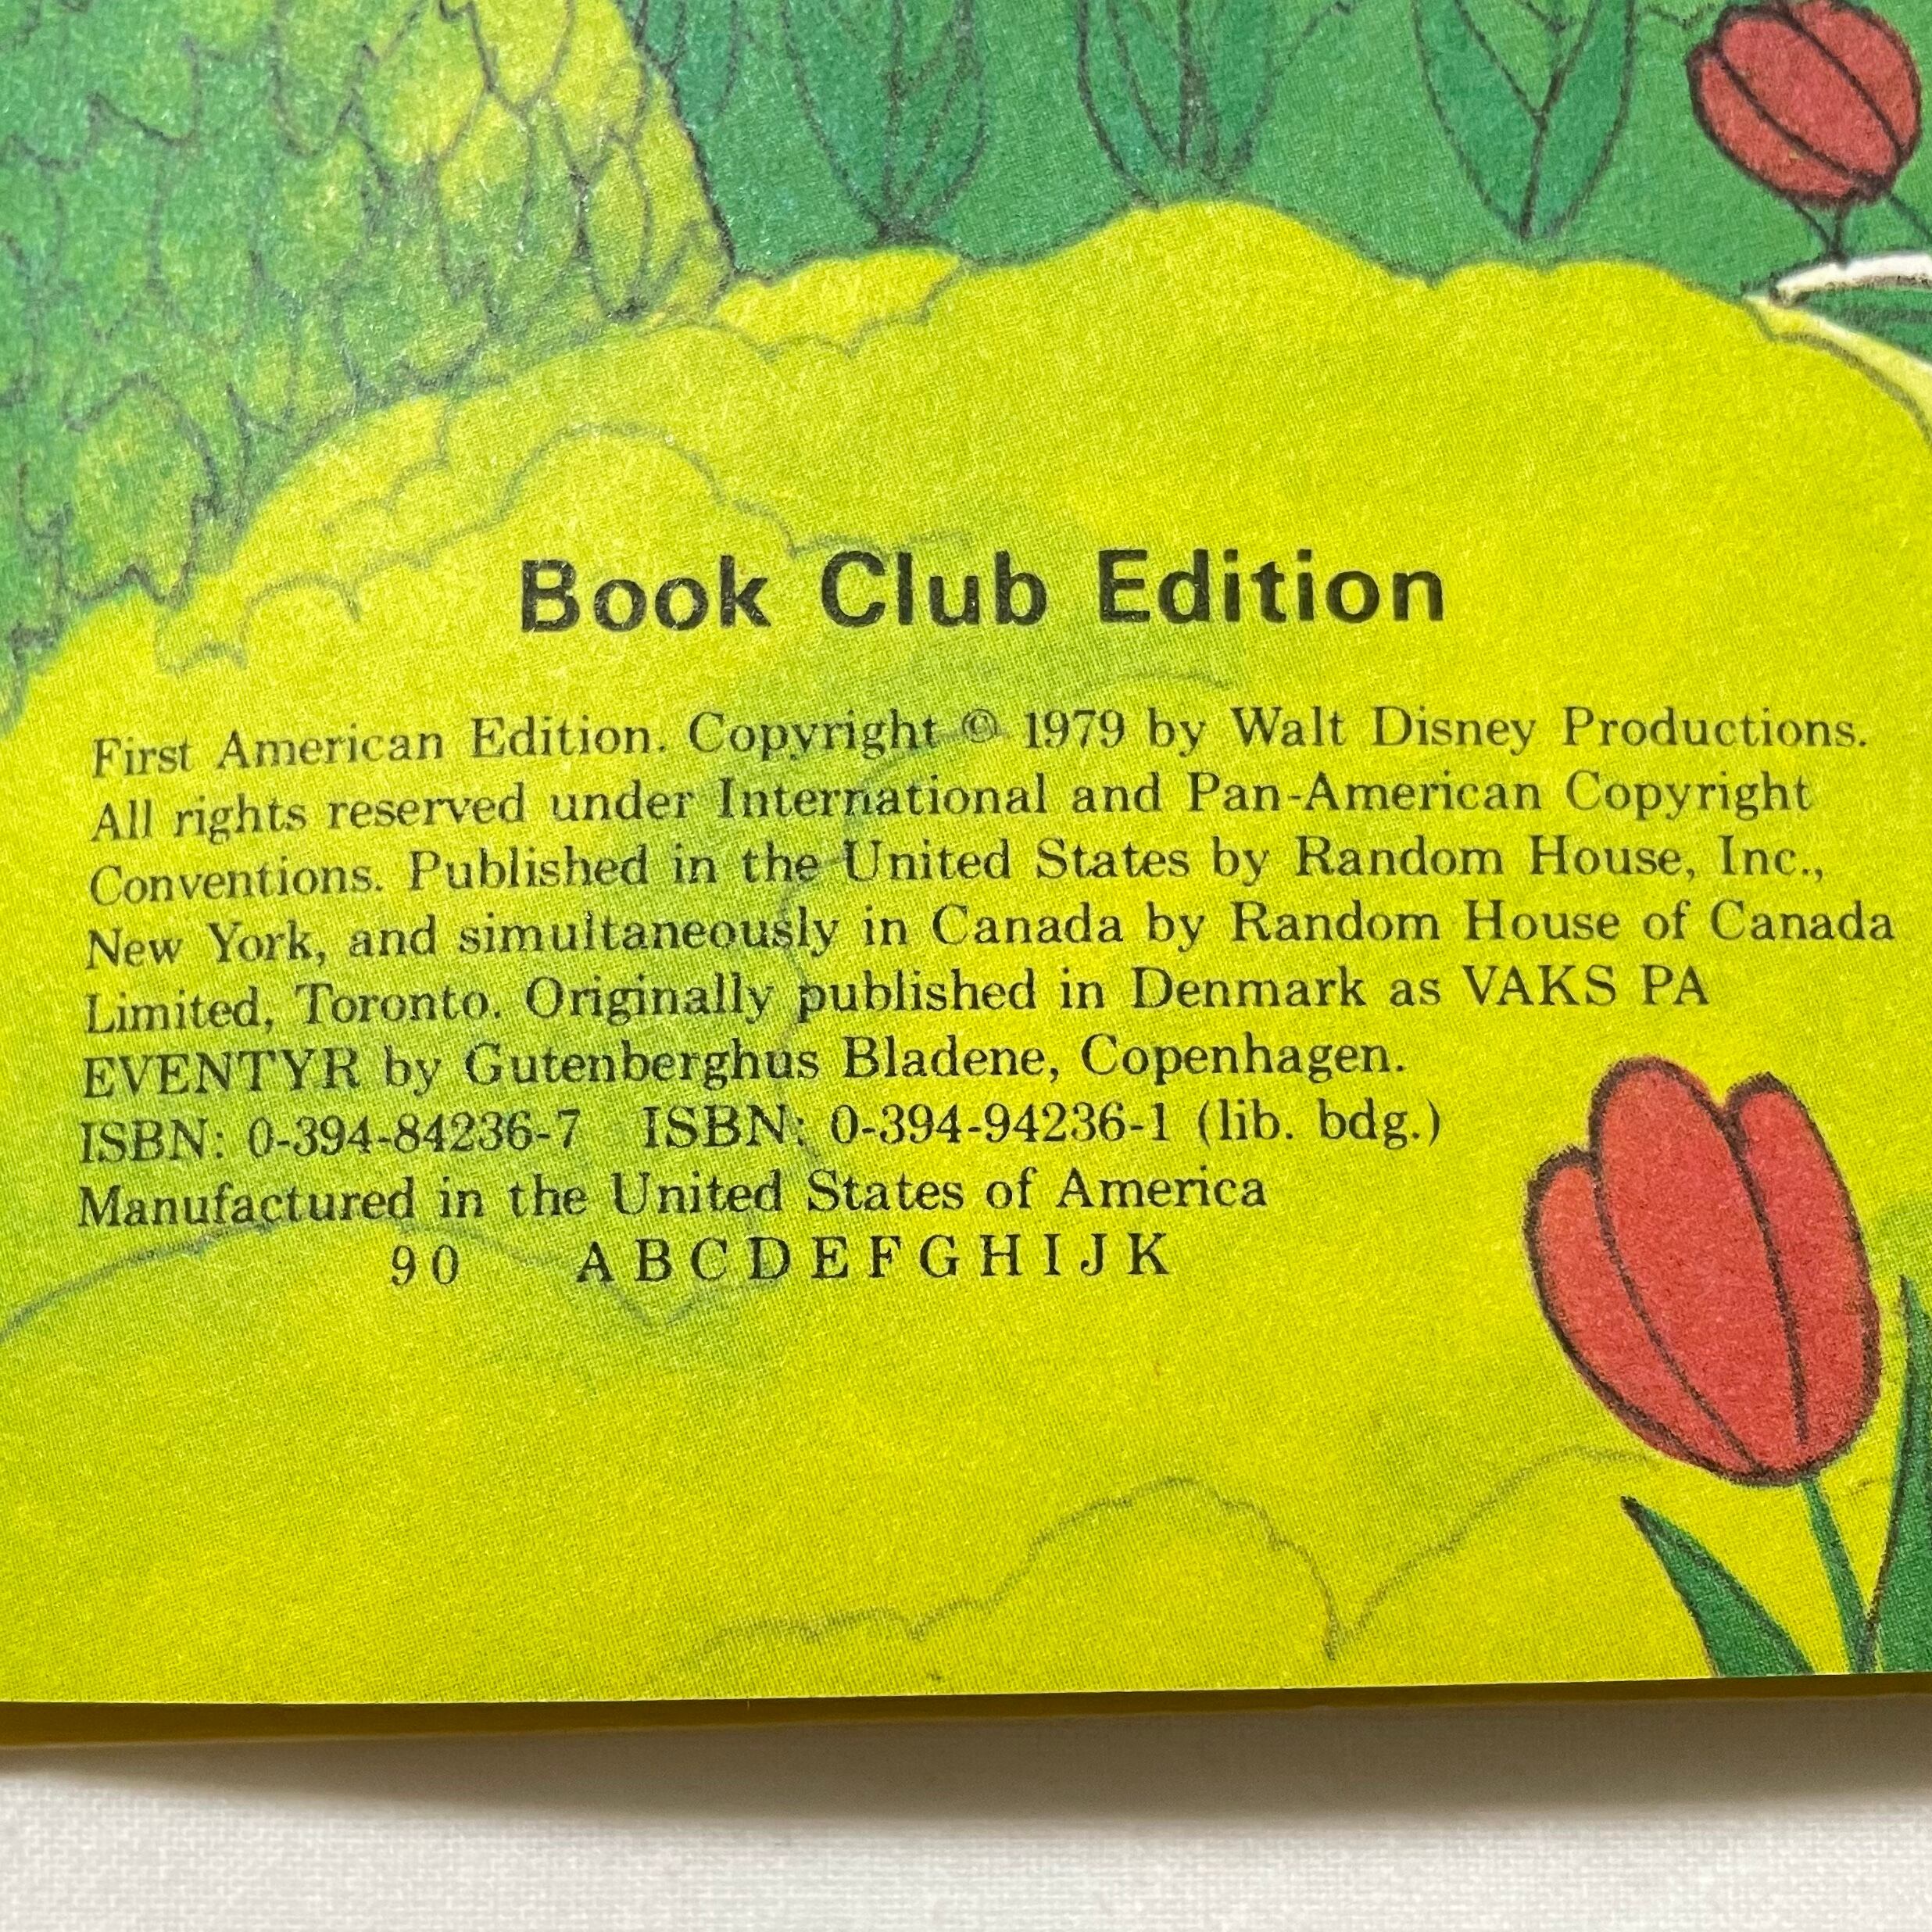 Book Club Edition
First American Edition. Copyright © 1979 by Walt Disney Productions.
All rights reserved under International and Pan-American Copyright
Conventions. Published in the United States by Random House, Inc.,
New York, and simultaneously in Canada by Random House of Canada
Limited, Toronto. Originally published in Denmark as VAKS PA
EVENTYR by Gutenberghus Bladene, Copenhagen.
ISBN: 0-394-84236-7 ISBN: 0-394-94236-1 (lib. bdg.)
Manufactured in the United States of America
9 0 A B C D E F G H I J K